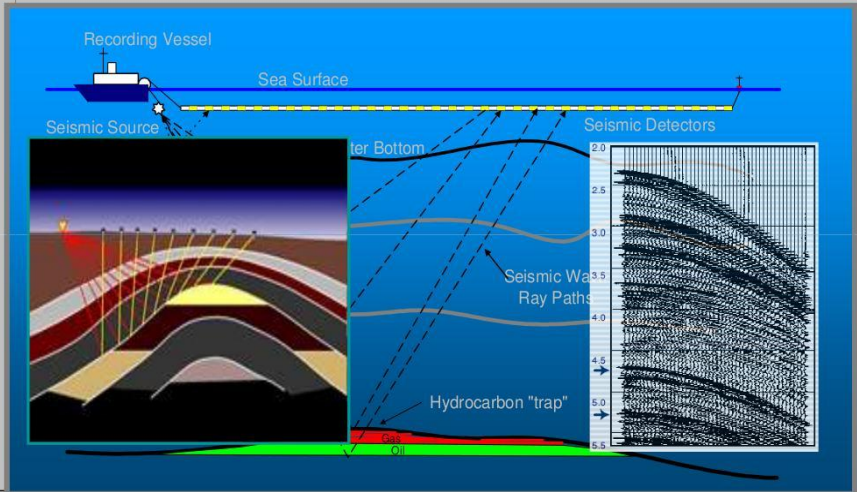 Recording Vessel
Sea Surface
Seismic Source
Seismic Detectors
ter Bottom
2.0
2.5
3.0
3.5
4.0
4.5
5.0
5.5
Seismic Wa
Ray Paths
Hydrocarbon "trap"
Gas
Oil